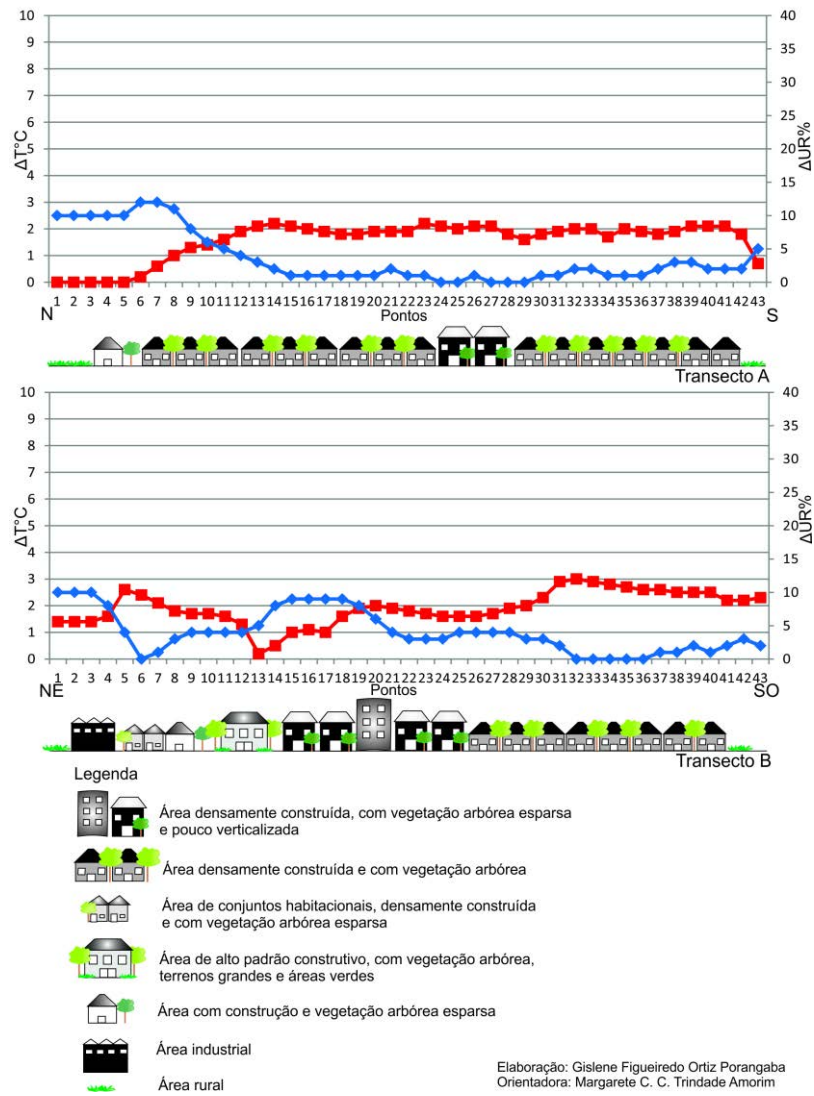 10
9
8
7
6
5
4
3
2
1
0
ΔT°C
40
35
30
25
20
15
10
5
0
ΔUR%
1 2 3 4 5 6 7 8 9 10 11 12 13 14 15 16 17 18 19 20 21 22 23 24 25 26 27 28 29 30 31 32 33 34 35 36 37 38 39 40 41 42 43
N Pontos S
Transecto A
10
9
8
7
6
5
4
3
2
1
0
ΔT°C
40
35
30
25
20
15
10
5
0
ΔUR%
1 2 3 4 5 6 7 8 9 10 11 12 13 14 15 16 17 18 19 20 21 22 23 24 25 26 27 28 29 30 31 32 33 34 35 36 37 38 39 40 41 42 43
NE Pontos SO
Transecto B
Legenda
Área densamente construída, com vegetação arbórea esparsa
e pouco verticalizada
Área densamente construída e com vegetação arbórea
Área de conjuntos habitacionais, densamente construída
e com vegetação arbórea esparsa
Área de alto padrão construtivo, com vegetação arbórea,
terrenos grandes e áreas verdes
Área com construção e vegetação arbórea esparsa
Área industrial
Área rural
Elaboração: Gislene Figueiredo Ortiz Porangaba
Orientadora: Margarete C. C. Trindade Amorim